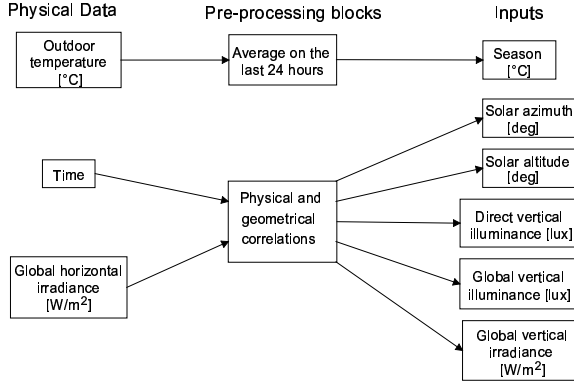 Physical Data
Pre-processing blocks
Inputs
Outdoor
temperature
[°C]
Average on the
last 24 hours
Season
[°C]
Time
Global horizontal
irradiance
[W/m²]
Physical and
geometrical
correlations
Solar azimuth
[deg]
Solar altitude
[deg]
Direct vertical
illuminance [lux]
Global vertical
illuminance [lux]
Global vertical
irradiance
[W/m²]